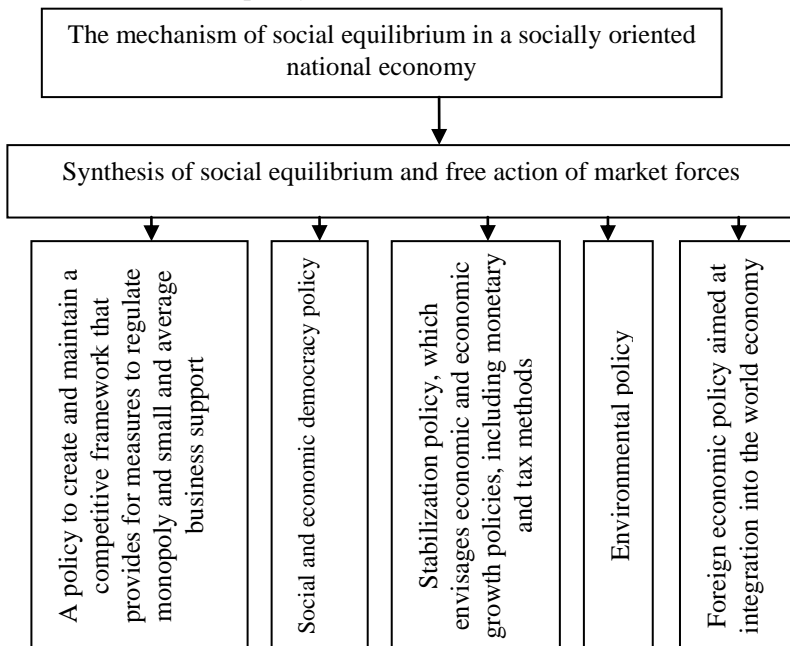 The mechanism of social equilibrium in a socially oriented
national economy
Synthesis of social equilibrium and free action of market forces
A policy to create and maintain a
competitive framework that
provides for measures to regulate
monopoly and small and average
business support
Social and economic democracy policy
Stabilization policy, which
envisages economic and economic
growth policies, including monetary
and tax methods
Environmental policy
Foreign economic policy aimed at
integration into the world economy